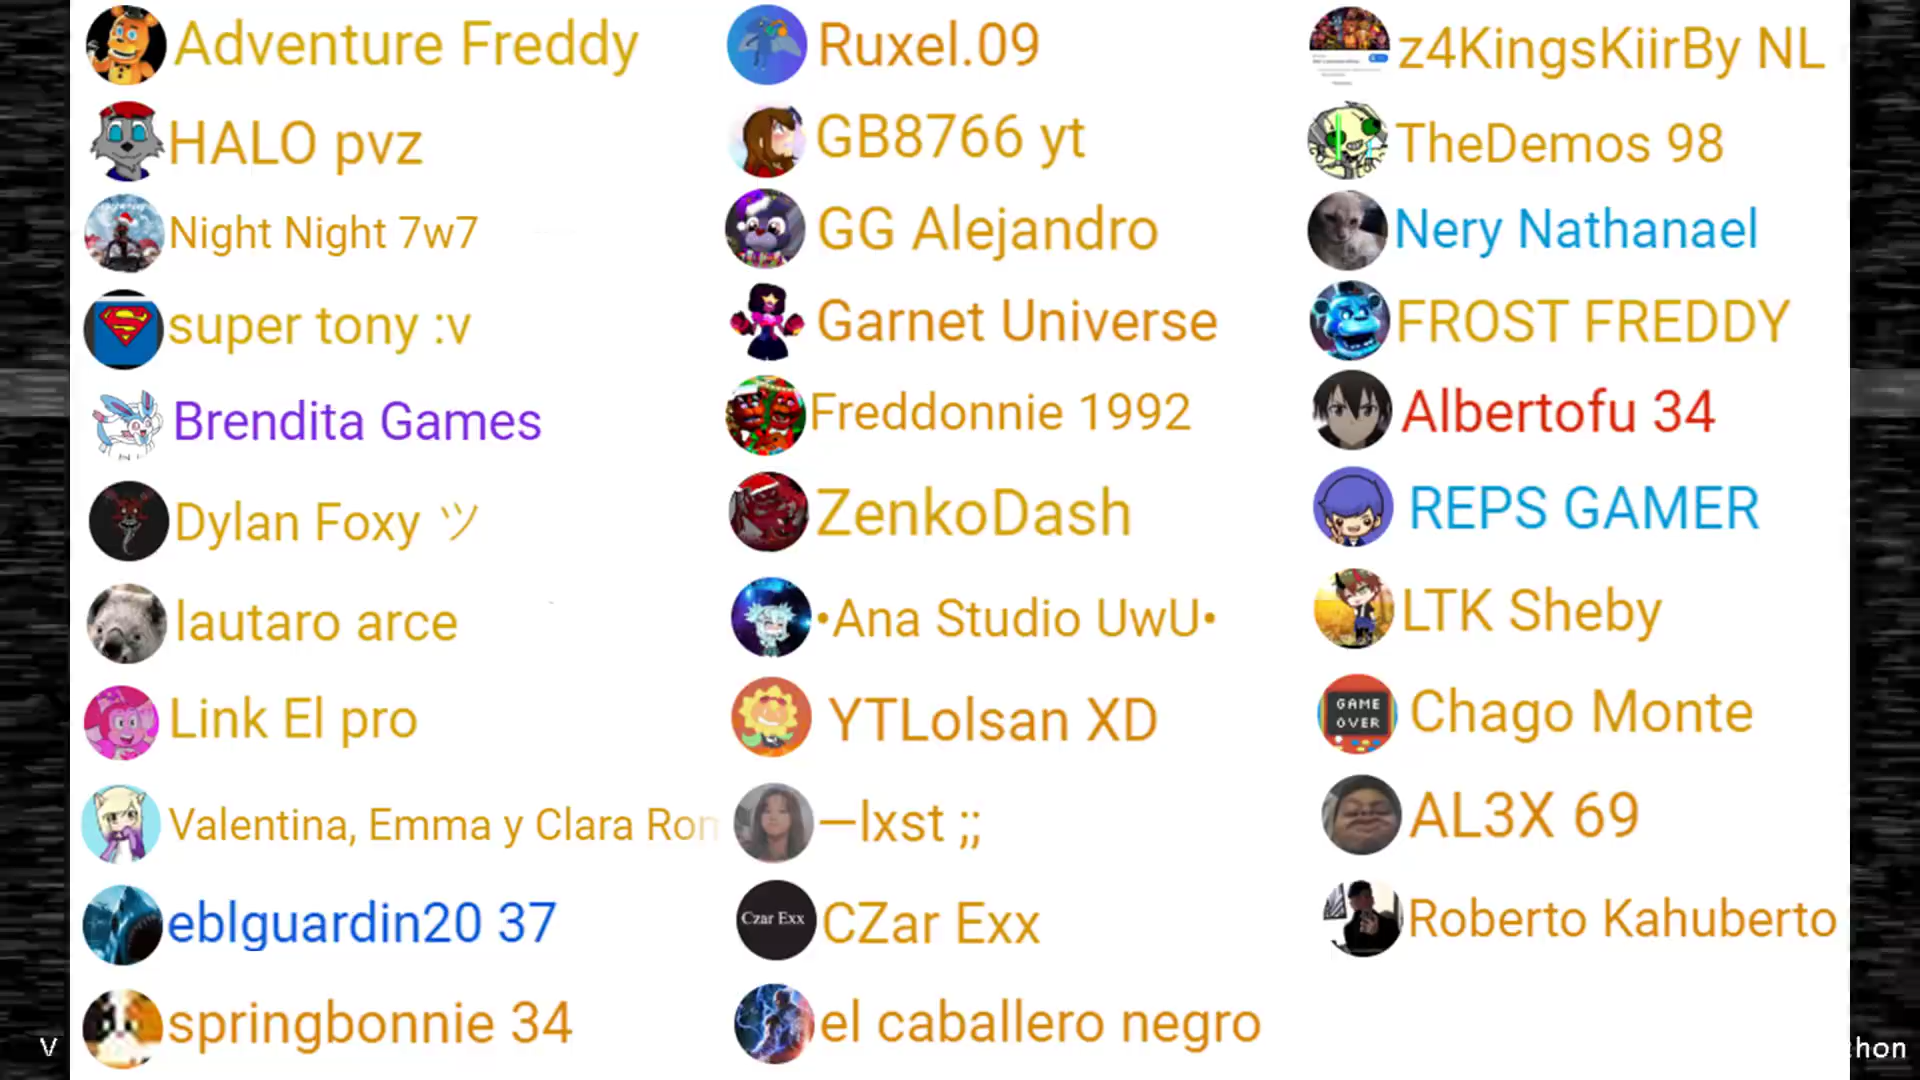 Adventure Freddy
HALO pvz
Night Night 7w7
super tony :v
Brendita Games
Dylan Foxy ツ
lautaro arce
Link El pro
Valentina, Emma y Clara Rom
eblguardin20 37
springbonnie 34
V
Ruxel.09
GB8766 yt
GG Alejandro
Garnet Universe
Freddonnie 1992
ZenkoDash
•Ana Studio UwU•
YTLolsan XD
—lxst ;;
Czar Exx
CZar Exx
el caballero negro
z4KingsKiirBy NL
TheDemos 98
Nery Nathanael
FROST FREDDY
Albertofu 34
REPS GAMER
LTK Sheby
GAME
OVER
Chago Monte
AL3X 69
Roberto Kahuberto
hon